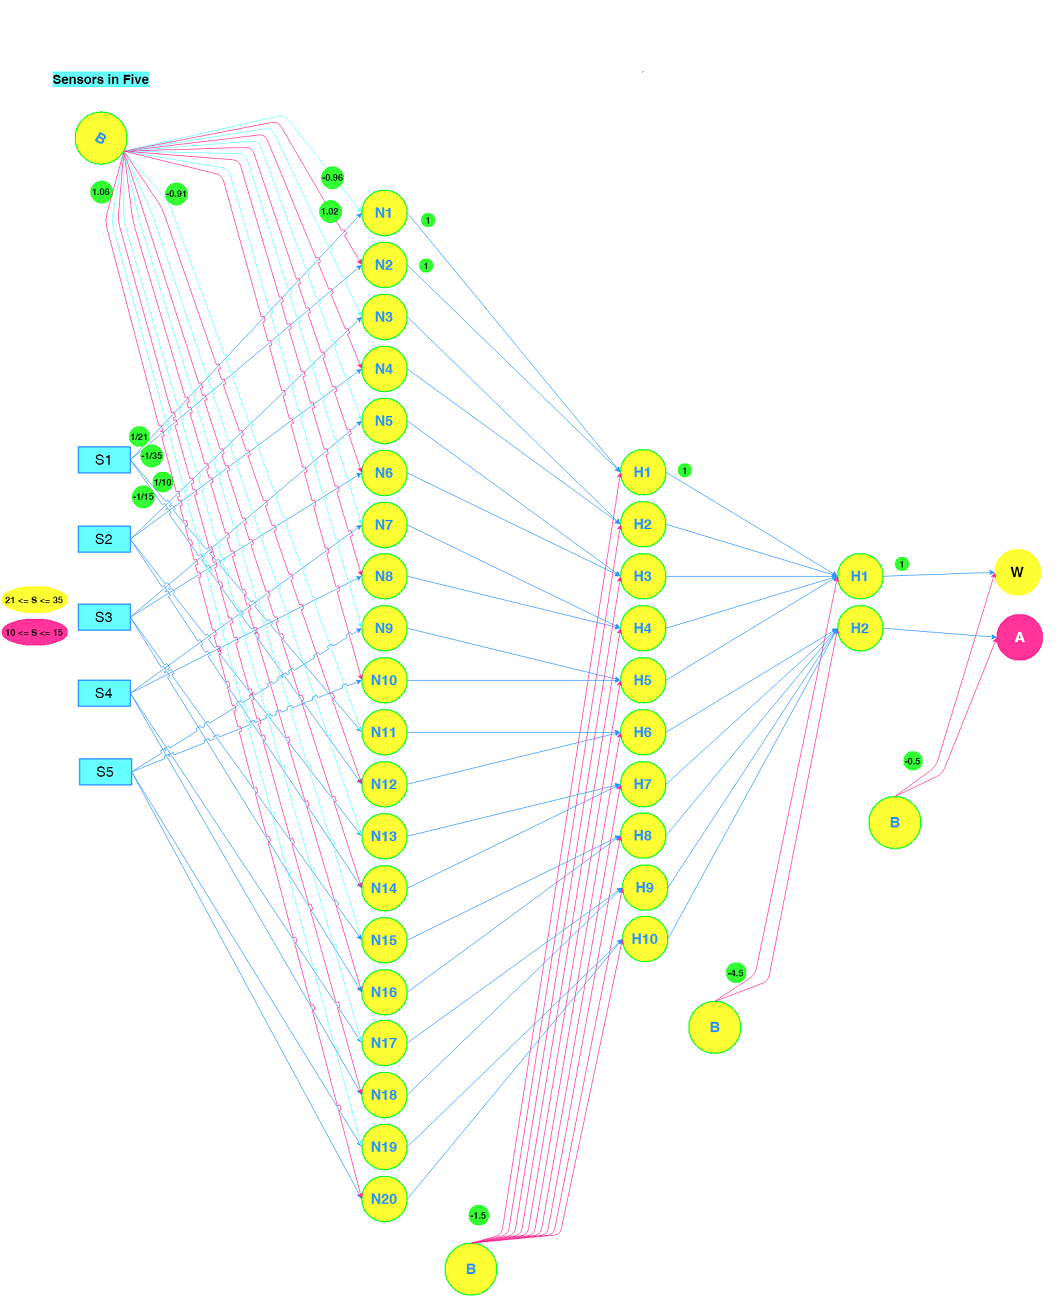 Sensors in Five
B
1.06
-0.91
-0.96
1.02
N1
1
N2
1
N3
N4
N5
1/21
-1/35
S1
1/10
-1/15
N6
H1
1
N7
H2
S2
N8
H3
H1
1
W
21 <= S <= 35
10 <= S <= 15
S3
N9
H4
H2
A
N10
H5
S4
N11
H6
S5
N12
H7
-0.5
B
N13
H8
N14
H9
N15
H10
-4.5
N16
B
N17
N18
N19
N20
-1.5
B